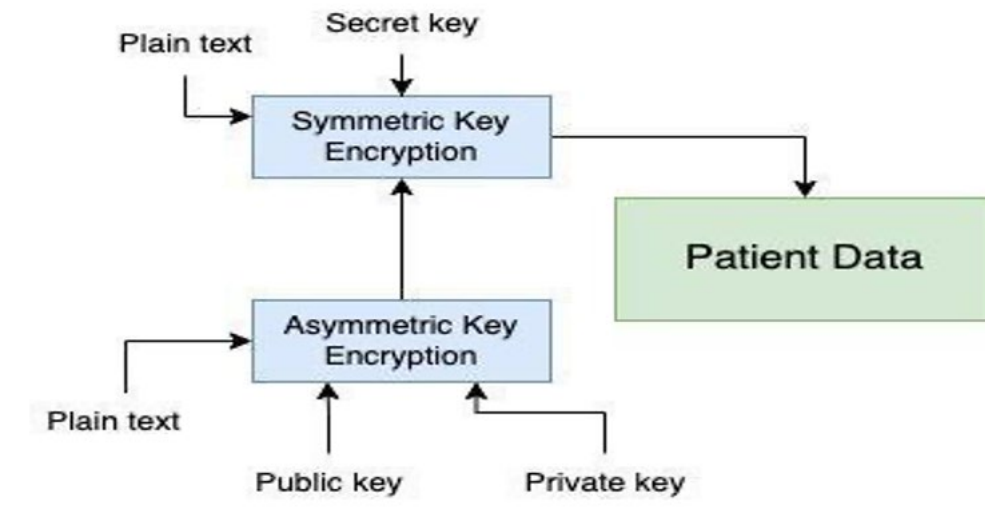 Secret key
Plain text
Symmetric Key
Encryption
Patient Data
Asymmetric Key
Encryption
Plain text
Public key
Private key